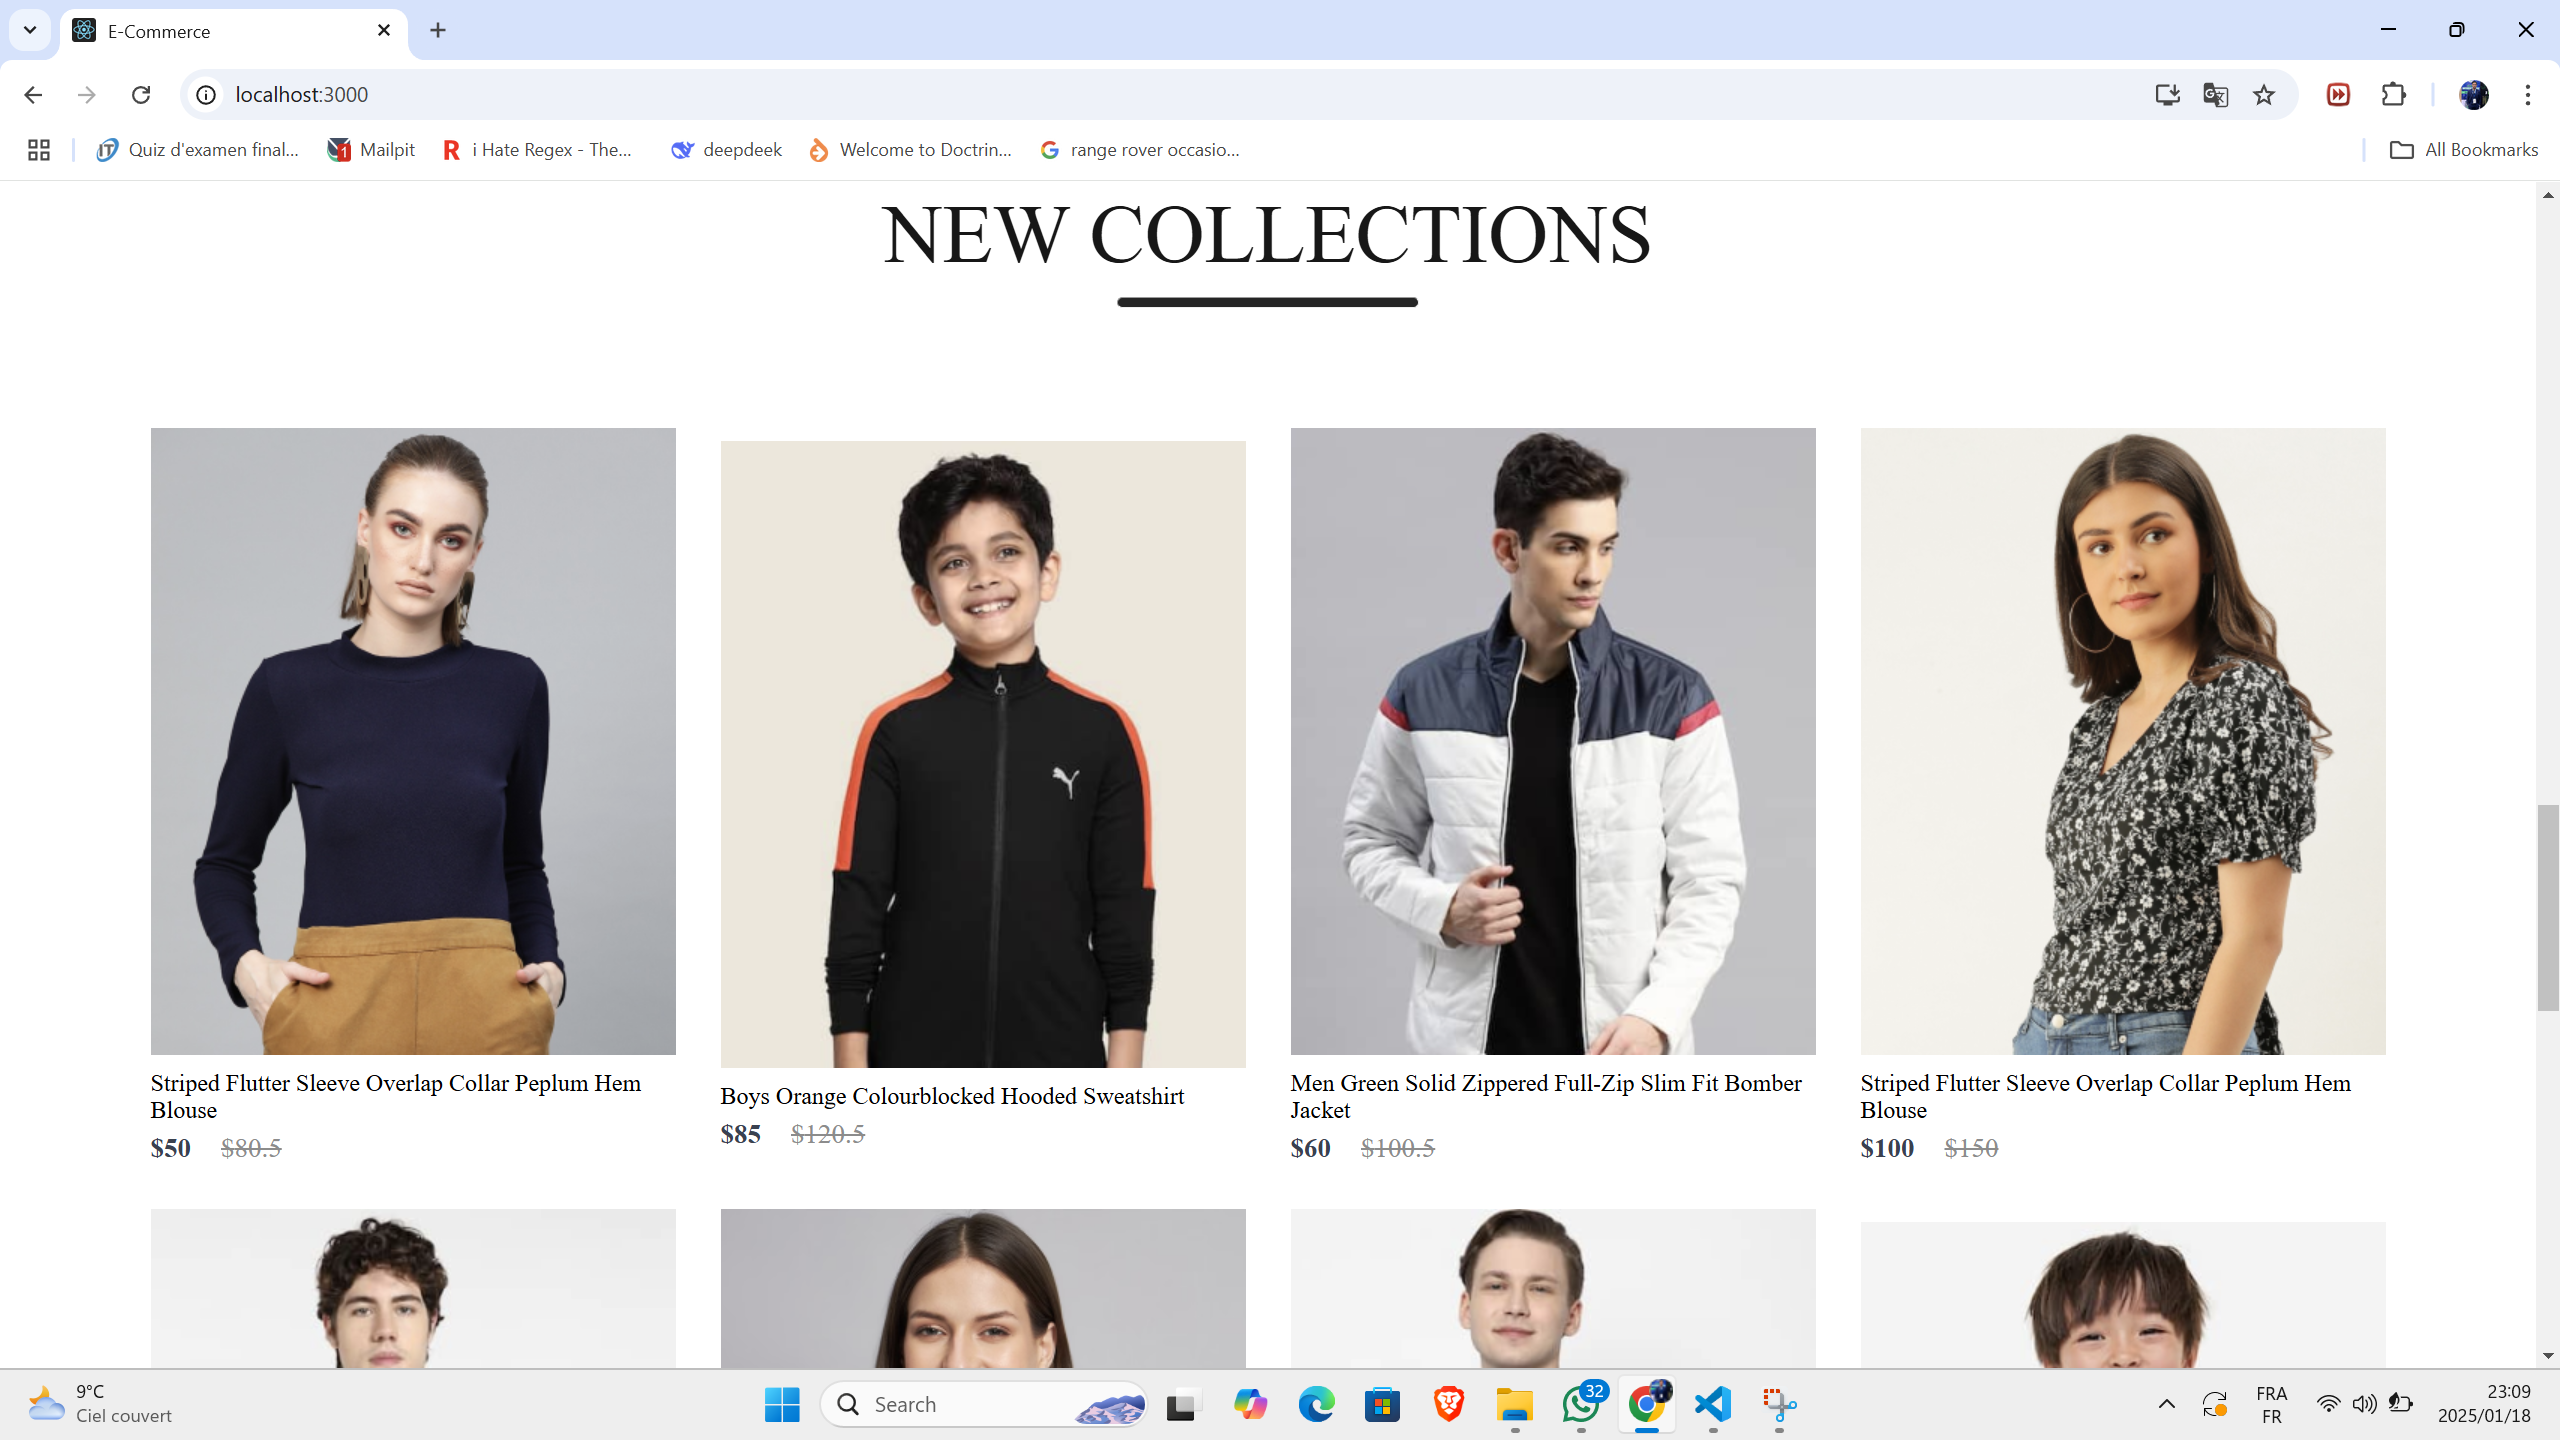 E-Commerce
localhost:3000
Quiz d'examen final...
1
Mailpit
R
i Hate Regex - The...
deepdeek
Welcome to Doctrin...
range rover occasio...
All Bookmarks
NEW COLLECTIONS
Striped Flutter Sleeve Overlap Collar Peplum Hem
Blouse
$50 $80.5
Boys Orange Colourblocked Hooded Sweatshirt
$85 $120.5
Men Green Solid Zippered Full-Zip Slim Fit Bomber
Jacket
$60 $100.5
Striped Flutter Sleeve Overlap Collar Peplum Hem
Blouse
$100 $150
9°C
Ciel couvert
Search
32
FRA
FR
23:09
2025/01/18